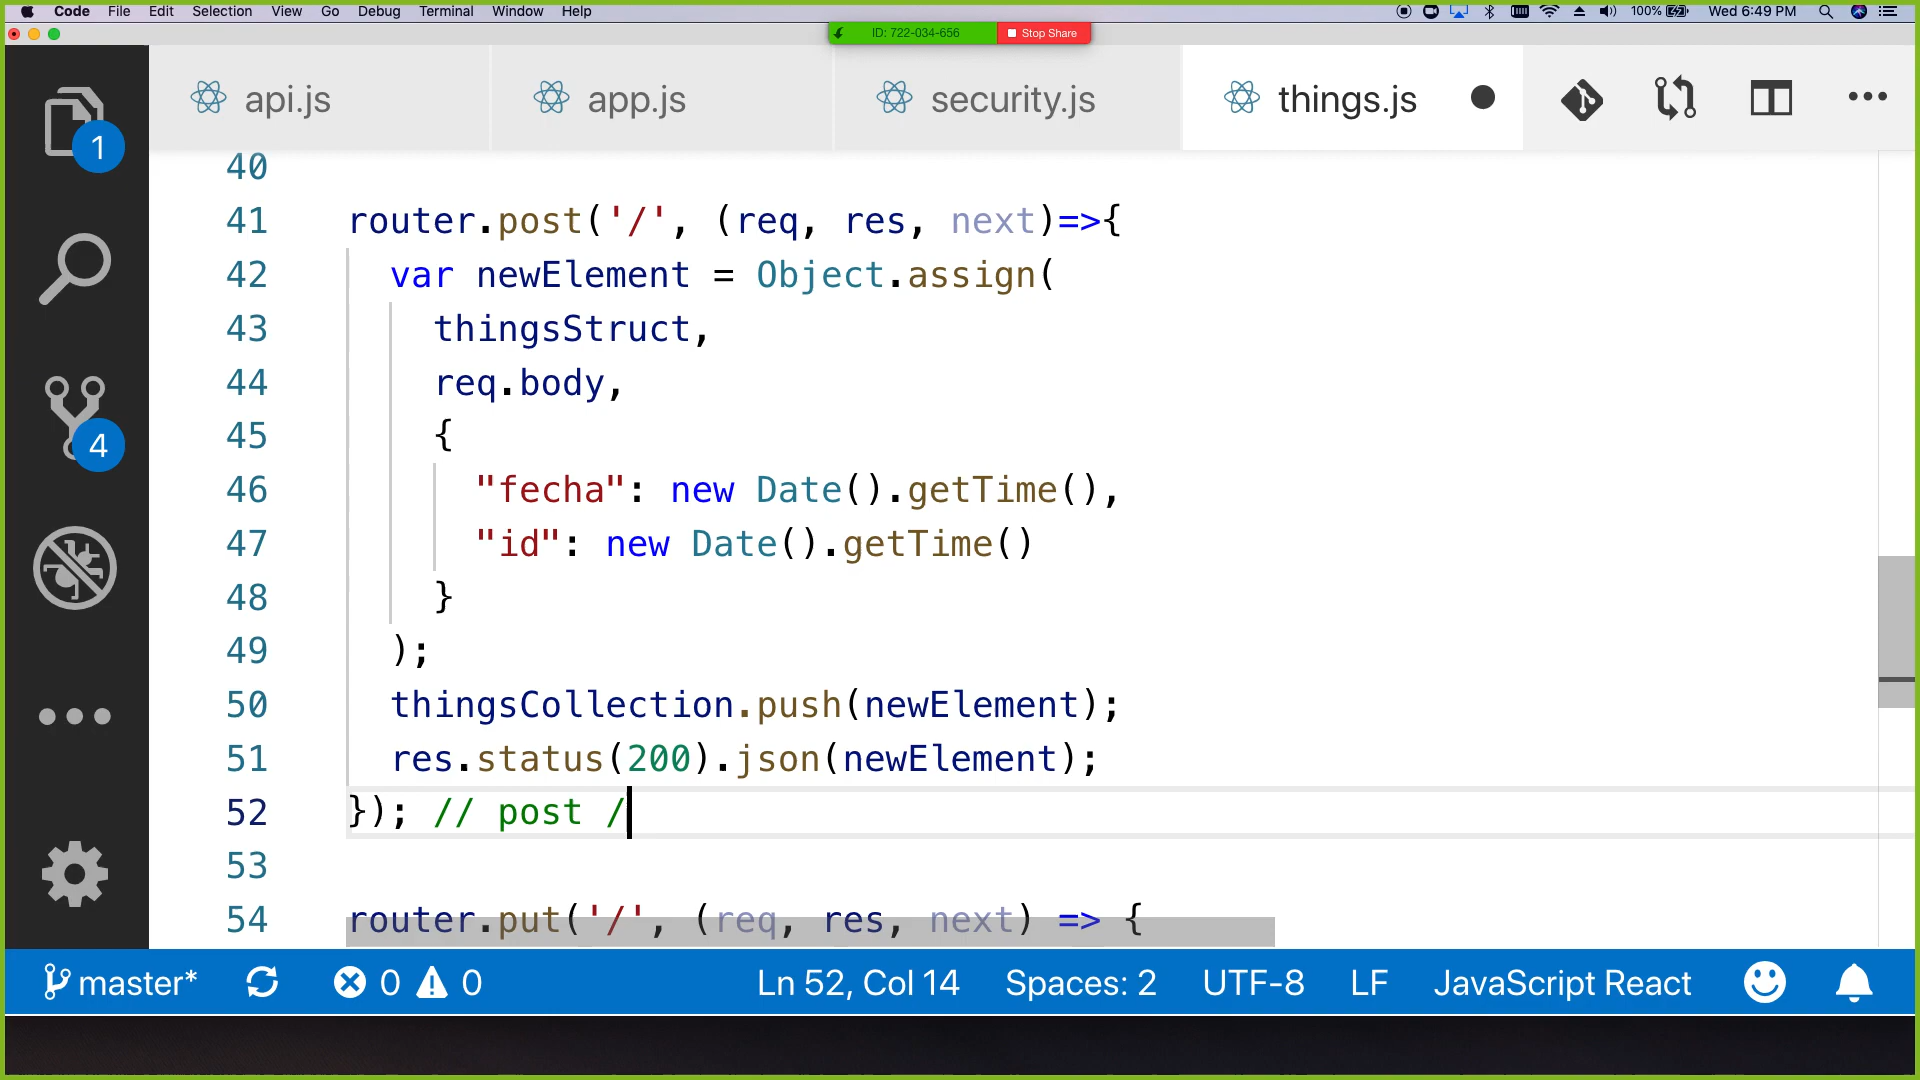 Code File Edit Selection View Go Debug Terminal Window Help 100% Wed 6:49 PM
ID: 722-034-656 Stop Share
api.js app.js security.js things.js
1
4
40
41 router.post('/', (req, res, next)=>{
42 var newElement = Object.assign(
43 thingsStruct,
44 req.body,
45 {
46 "fecha": new Date().getTime(),
47 "id": new Date().getTime()
48 }
49 );
50 thingsCollection.push(newElement);
51 res.status(200).json(newElement);
52 }); // post /
53
54 router.put('/', (req, res, next) => {
master* 0 0 Ln 52, Col 14 Spaces: 2 UTF-8 LF JavaScript React